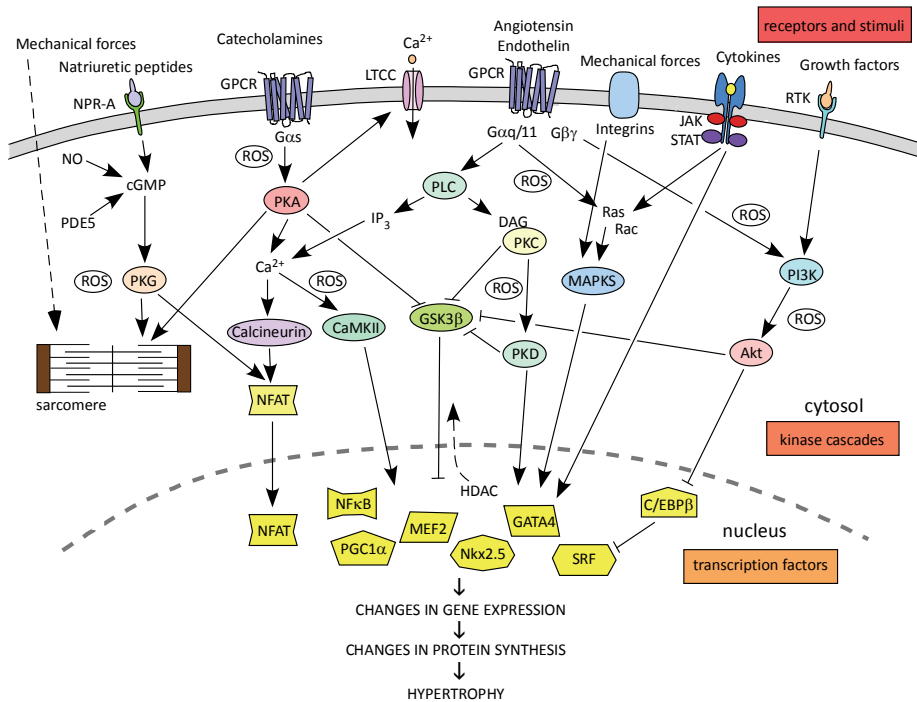 receptors and stimuli
Mechanical forces
Natriuretic peptides
NPR-A
Catecholamines
GPCR
Ca²⁺
LTCC
Angiotensin
Endothelin
GPCR
Mechanical forces
Cytokines
Growth factors
RTK
JAK
STAT
Integrins
Gαs
Gαq/11
Gβγ
NO
cGMP
PDE5
ROS
PKA
PLC
ROS
Ras
Rac
ROS
IP₃
DAG
PKC
Ca²⁺
ROS
PKG
ROS
ROS
MAPKS
PI3K
ROS
Calcineurin
CaMKII
GSK3β
PKD
Akt
sarcomere
NFAT
cytosol
kinase cascades
HDAC
NFκB
MEF2
GATA4
C/EBPβ
NFAT
PGC1α
Nkx2.5
SRF
nucleus
transcription factors
CHANGES IN GENE EXPRESSION
CHANGES IN PROTEIN SYNTHESIS
HYPERTROPHY